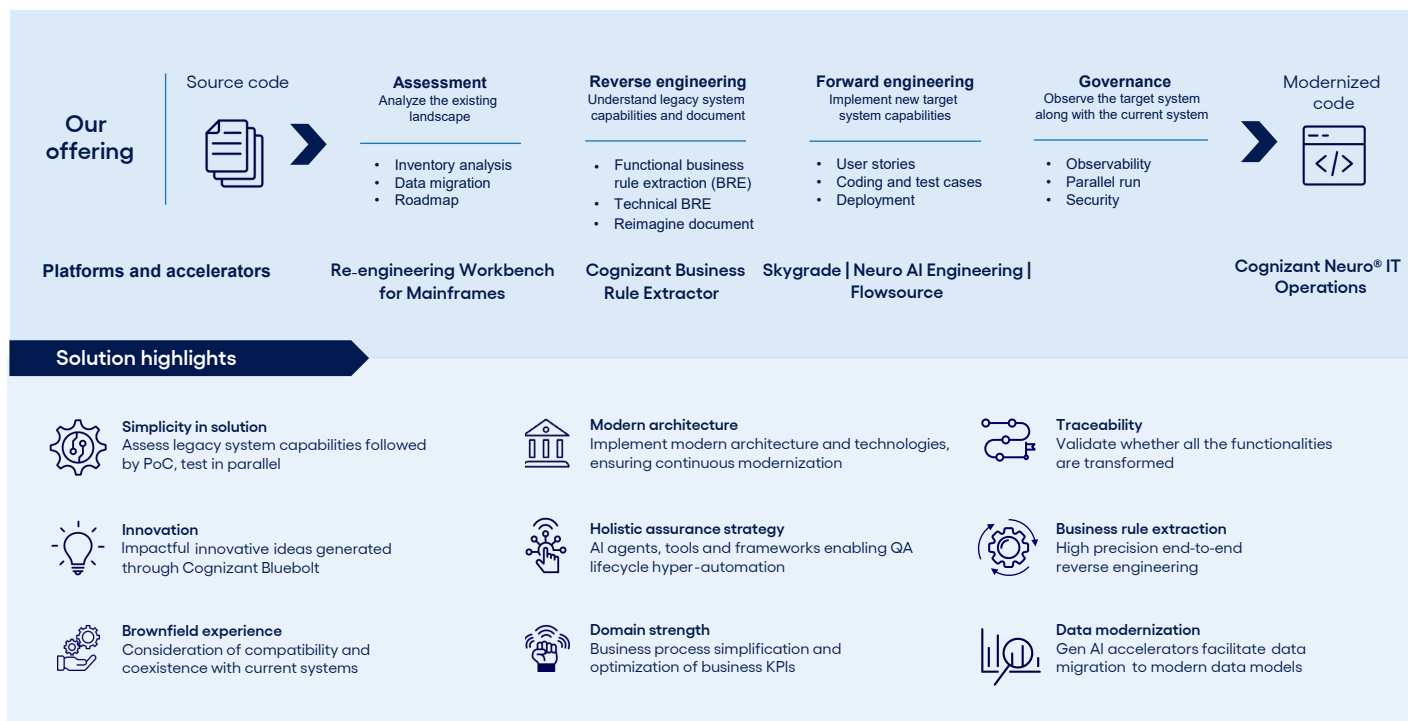 Our
offering
Source code
Assessment
Analyze the existing
landscape
• Inventory analysis
• Data migration
• Roadmap
Reverse engineering
Understand legacy system
capabilities and document
• Functional business
rule extraction (BRE)
• Technical BRE
• Reimagine document
Forward engineering
Implement new target
system capabilities
• User stories
• Coding and test cases
• Deployment
Governance
Observe the target system
along with the current system
• Observability
• Parallel run
• Security
Modernized
code
</>
Platforms and accelerators
Re-engineering Workbench
for Mainframes
Cognizant Business
Rule Extractor
Skygrade | Neuro AI Engineering |
Flowsource
Cognizant Neuro® IT
Operations
Solution highlights
Simplicity in solution
Assess legacy system capabilities followed
by PoC, test in parallel
Modern architecture
Implement modern architecture and technologies,
ensuring continuous modernization
Traceability
Validate whether all the functionalities
are transformed
Innovation
Impactful innovative ideas generated
through Cognizant Bluebolt
Holistic assurance strategy
AI agents, tools and frameworks enabling QA
lifecycle hyper-automation
Business rule extraction
High precision end-to-end
reverse engineering
Brownfield experience
Consideration of compatibility and
coexistence with current systems
Domain strength
Business process simplification and
optimization of business KPIs
Data modernization
Gen AI accelerators facilitate data
migration to modern data models